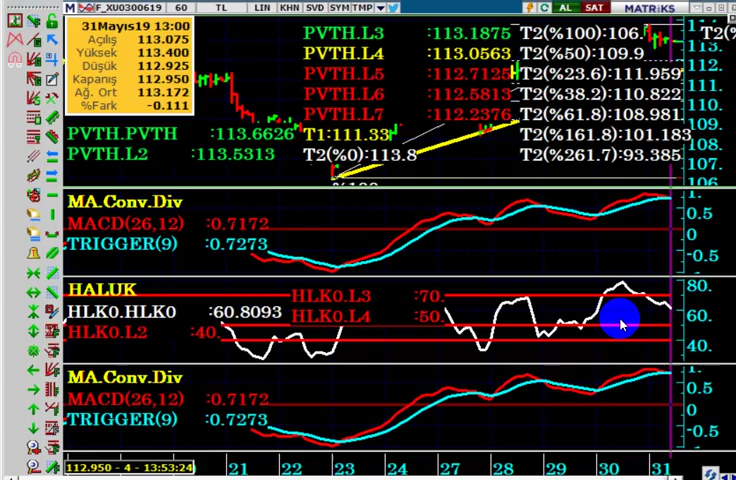 M F_XU0300619 60 TL LIN KHN SVD SYM TMP AL SAT MATRiKS
31Mayıs19 13:00
Açılış 113.075
Yüksek 113.400
Düşük 112.925
Kapanış 112.950
Ağ. Ort 113.172
%Fark -0.111
PVTH.PVTH :113.6626
PVTH.L2 :113.5313
PVTH.L3 :113.1875
PVTH.L4 :113.0563
PVTH.L5 :112.7125
PVTH.L6 :112.5813
PVTH.L7 :112.2376
T1:111.33
T2(%0):113.8
T2(%100):106.
T2(%50):109.9
T2(%23.6):111.959
T2(%38.2):110.822
T2(%61.8):108.981
T2(%161.8):101.183
T2(%261.7):93.385
T2(%
113.
112.
111.
110.
109.
108.
107.
106.
MA.Conv.Div
MACD(26,12) :0.7172
TRIGGER(9) :0.7273
1.
0.5
0.
-0.5
HALUK
HLK0.HLK0 :60.8093
HLK0.L2 :40.
HLK0.L3 :70.
HLK0.L4 :50.
80.
60.
40.
MA.Conv.Div
MACD(26,12) :0.7172
TRIGGER(9) :0.7273
0.5
0.
-0.5
112.950 - 4 - 13:53:24
21 22 23 24 27 28 29 30 31